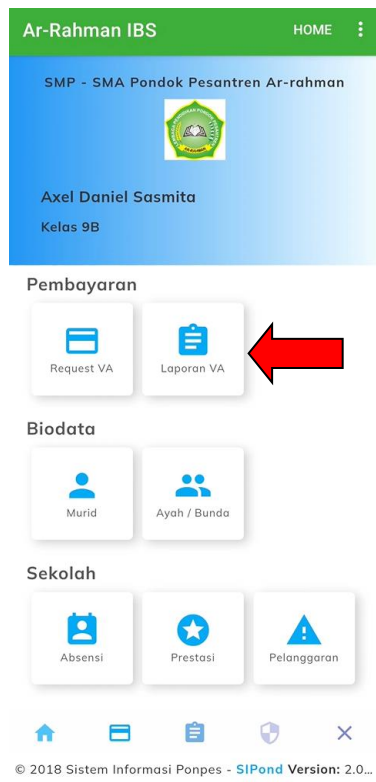 Ar-Rahman IBS HOME
SMP - SMA Pondok Pesantren Ar-rahman
Axel Daniel Sasmita
Kelas 9B
Pembayaran
Request VA Laporan VA
Biodata
Murid Ayah / Bunda
Sekolah
Absensi Prestasi Pelanggaran
© 2018 Sistem Informasi Ponpes - SIPond Version: 2.0...